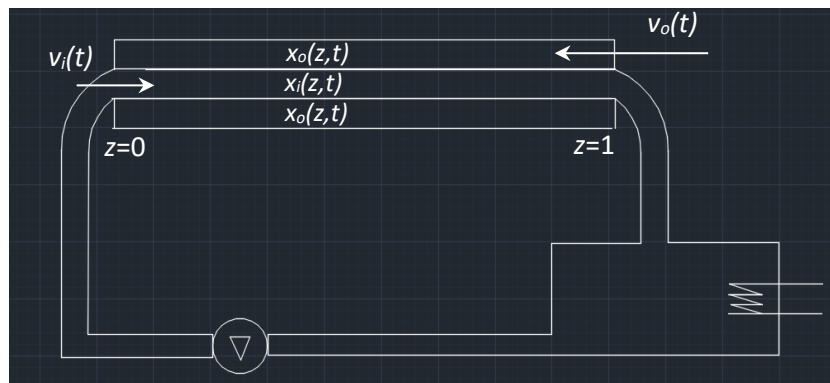 vₒ(t)
xₒ(z,t)
vᵢ(t)
xᵢ(z,t)
xₒ(z,t)
z=0
z=1